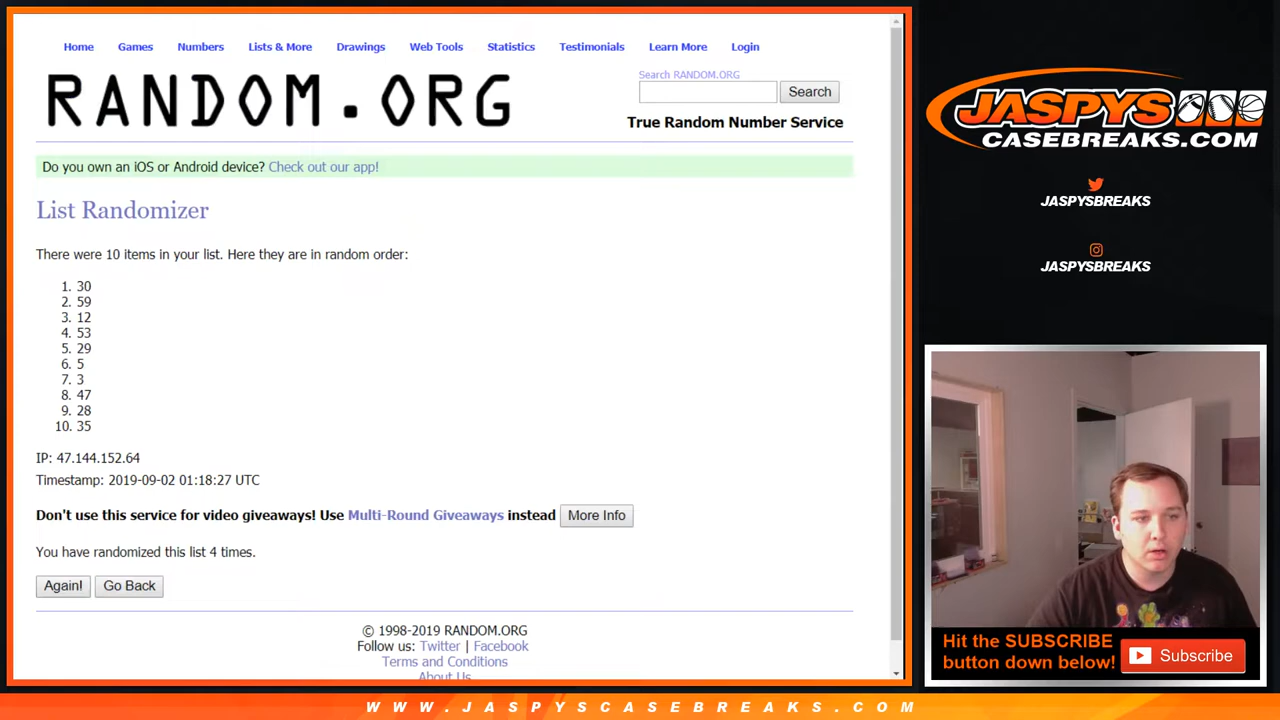 Home Games Numbers Lists & More Drawings Web Tools Statistics Testimonials Learn More Login
RANDOM.ORG
Search RANDOM.ORG
Search
True Random Number Service
Do you own an iOS or Android device? Check out our app!
List Randomizer
There were 10 items in your list. Here they are in random order:
1. 30
2. 59
3. 12
4. 53
5. 29
6. 5
7. 3
8. 47
9. 28
10. 35
IP: 47.144.152.64
Timestamp: 2019-09-02 01:18:27 UTC
Don't use this service for video giveaways! Use Multi-Round Giveaways instead More Info
You have randomized this list 4 times.
Again! Go Back
© 1998-2019 RANDOM.ORG
Follow us: Twitter | Facebook
Terms and Conditions
About Us
JASPYS
CASEBREAKS.COM
JASPYSBREAKS
JASPYSBREAKS
Hit the SUBSCRIBE
button down below!
Subscribe
WWW.JASPYSCASEBREAKS.COM